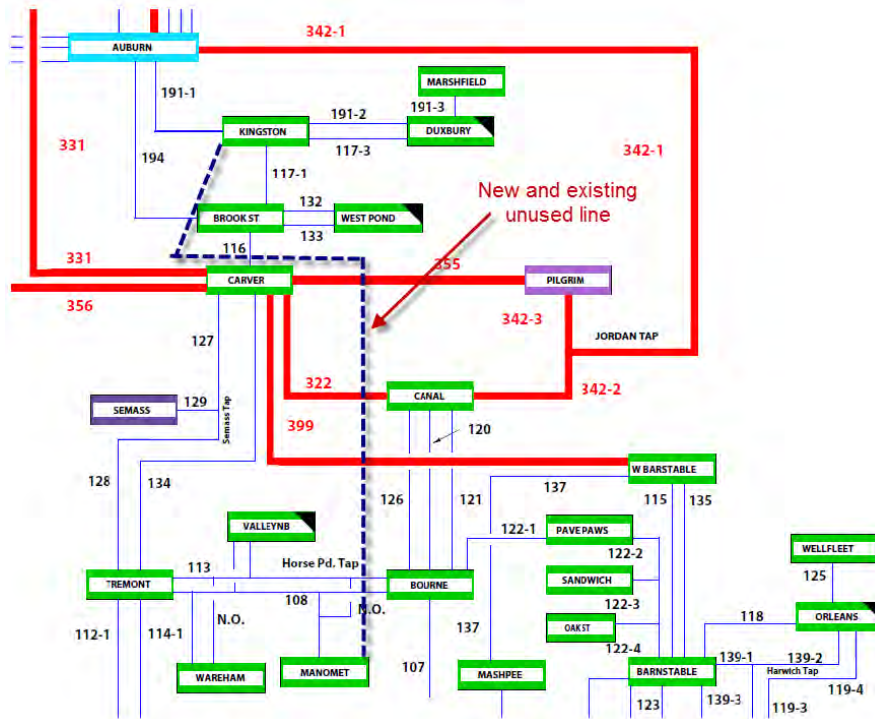 342-1
AUBURN
MARSHFIELD
191-1
191-2
191-3
KINGSTON
DUXBURY
331
194
117-3
342-1
117-1
New and existing
unused line
132
BROOK ST
WEST POND
133
116
331
355
CARVER
PILGRIM
356
342-3
127
JORDAN TAP
322
342-2
CANAL
129
SEMASS
Semass Tap
399
120
W BARSTABLE
128
134
126
121
137
115
135
VALLEYNB
122-1
PAVE PAWS
WELLFLEET
113
Horse Pd. Tap
122-2
TREMONT
BOURNE
SANDWICH
125
108
N.O.
122-3
N.O.
118
ORLEANS
112-1
114-1
137
OAK ST
122-4
139-1
139-2
107
Harwich Tap
WAREHAM
MANOMET
MASHPEE
BARNSTABLE
119-4
123
139-3
119-3